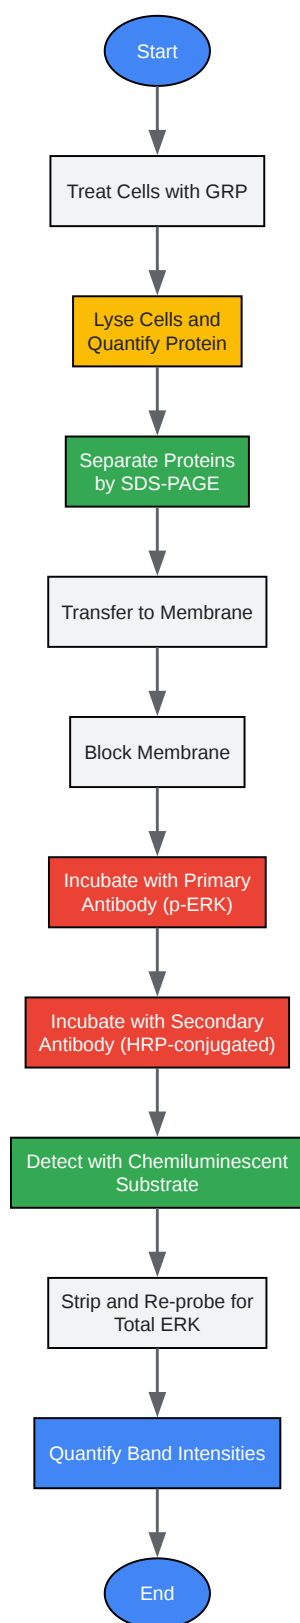 Start
Treat Cells with GRP
Lyse Cells and
Quantify Protein
Separate Proteins
by SDS-PAGE
Transfer to Membrane
Block Membrane
Incubate with Primary
Antibody (p-ERK)
Incubate with Secondary
Antibody (HRP-conjugated)
Detect with Chemiluminescent
Substrate
Strip and Re-probe for
Total ERK
Quantify Band Intensities
End